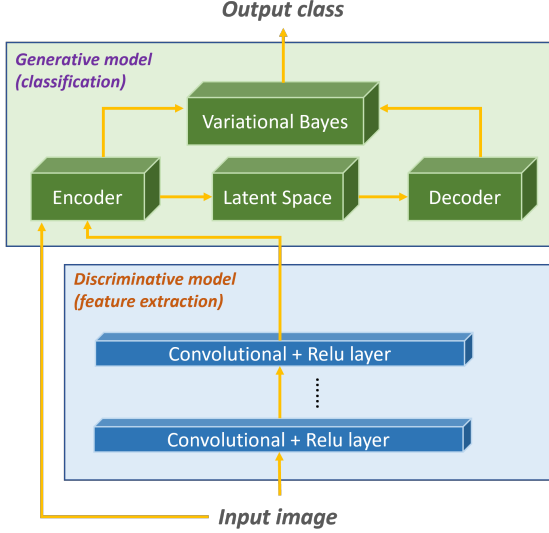 Output class
Generative model
(classification)
Variational Bayes
Encoder
Latent Space
Decoder
Discriminative model
(feature extraction)
Convolutional + Relu layer
Convolutional + Relu layer
Input image